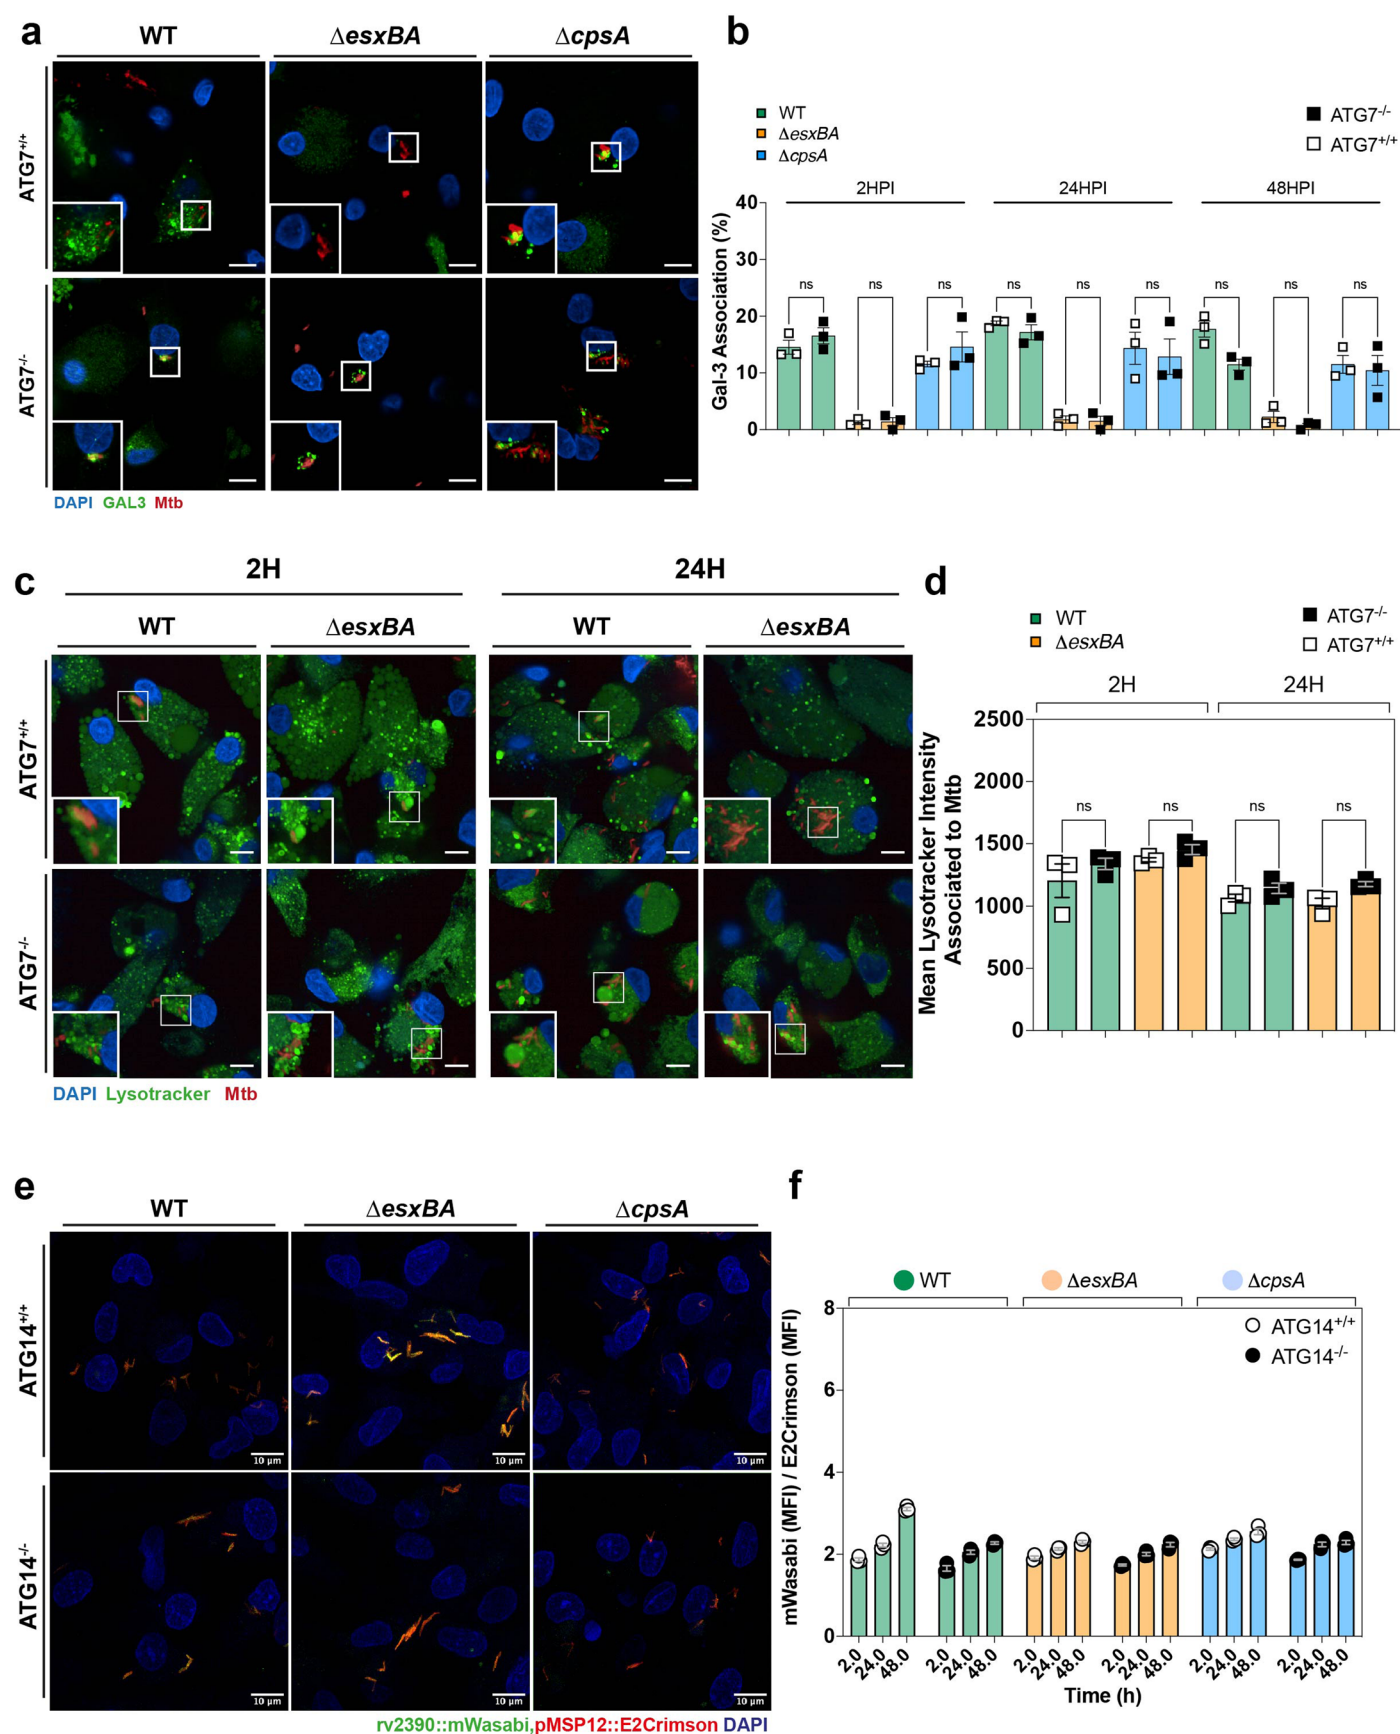 a
WT ΔesxBA ΔcpsA
ATG7+/+
ATG7-/-
DAPI GAL3 Mtb
b
WT
ΔesxBA
ΔcpsA
ATG7-/-
ATG7+/+
2HPI 24HPI 48HPI
Gal-3 Association (%)
40
30
20
10
0
ns ns ns ns ns ns ns ns ns
c
2H 24H
WT ΔesxBA WT ΔesxBA
ATG7+/+
ATG7-/-
DAPI Lysotracker Mtb
d
WT
ΔesxBA
ATG7-/-
ATG7+/+
2H 24H
Mean Lysotracker Intensity
Associated to Mtb
2500
2000
1500
1000
500
0
ns ns ns ns
e
WT ΔesxBA ΔcpsA
ATG14+/+
10 µm 10 µm 10 µm
ATG14-/-
10 µm 10 µm 10 µm
rv2390::mWasabi,pMSP12::E2Crimson DAPI
f
WT ΔesxBA ΔcpsA
ATG14+/+
ATG14-/-
mWasabi (MFI) / E2Crimson (MFI)
8
6
4
2
0
2.0 24.0 48.0 2.0 24.0 48.0 2.0 24.0 48.0 2.0 24.0 48.0 2.0 24.0 48.0 2.0 24.0 48.0
Time (h)